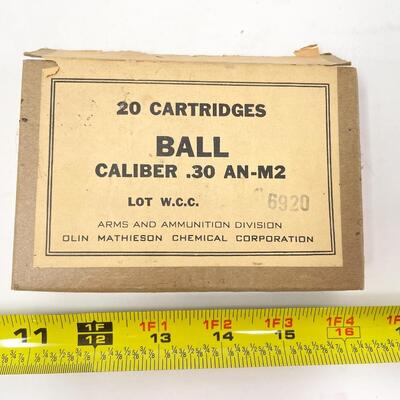 20 CARTRIDGES
BALL
CALIBER .30 AN-M2
LOT W.C.C. 6920
ARMS AND AMMUNITION DIVISION
OLIN MATHIESON CHEMICAL CORPORATION
11 1F 1F1 1F2 1F3 1F4 1F
12 13 14 15 16